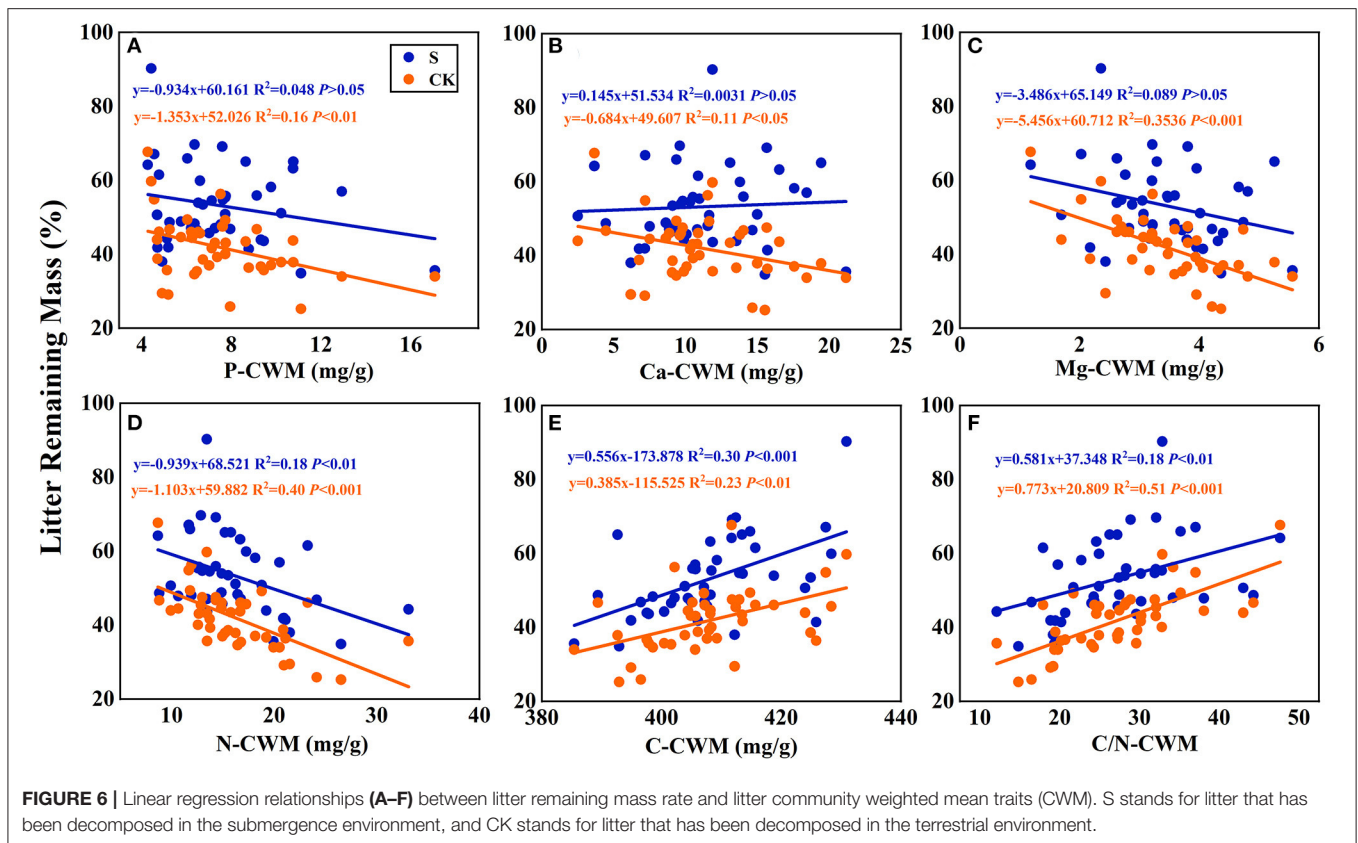 Litter Remaining Mass (%)
A
S
CK
y=-0.934x+60.161 R²=0.048 P>0.05
y=-1.353x+52.026 R²=0.16 P<0.01
100
80
60
40
20
4 8 12 16
P-CWM (mg/g)
B
y=0.145x+51.534 R²=0.0031 P>0.05
y=-0.684x+49.607 R²=0.11 P<0.05
100
80
60
40
20
0 5 10 15 20 25
Ca-CWM (mg/g)
C
y=-3.486x+65.149 R²=0.089 P>0.05
y=-5.456x+60.712 R²=0.3536 P<0.001
100
80
60
40
20
0 2 4 6
Mg-CWM (mg/g)
D
y=-0.939x+68.521 R²=0.18 P<0.01
y=-1.103x+59.882 R²=0.40 P<0.001
100
80
60
40
20
10 20 30 40
N-CWM (mg/g)
E
y=0.556x-173.878 R²=0.30 P<0.001
y=0.385x-115.525 R²=0.23 P<0.01
100
80
60
40
20
380 400 420 440
C-CWM (mg/g)
F
y=0.581x+37.348 R²=0.18 P<0.01
y=0.773x+20.809 R²=0.51 P<0.001
100
80
60
40
20
10 20 30 40 50
C/N-CWM
FIGURE 6 | Linear regression relationships (A–F) between litter remaining mass rate and litter community weighted mean traits (CWM). S stands for litter that has
been decomposed in the submergence environment, and CK stands for litter that has been decomposed in the terrestrial environment.